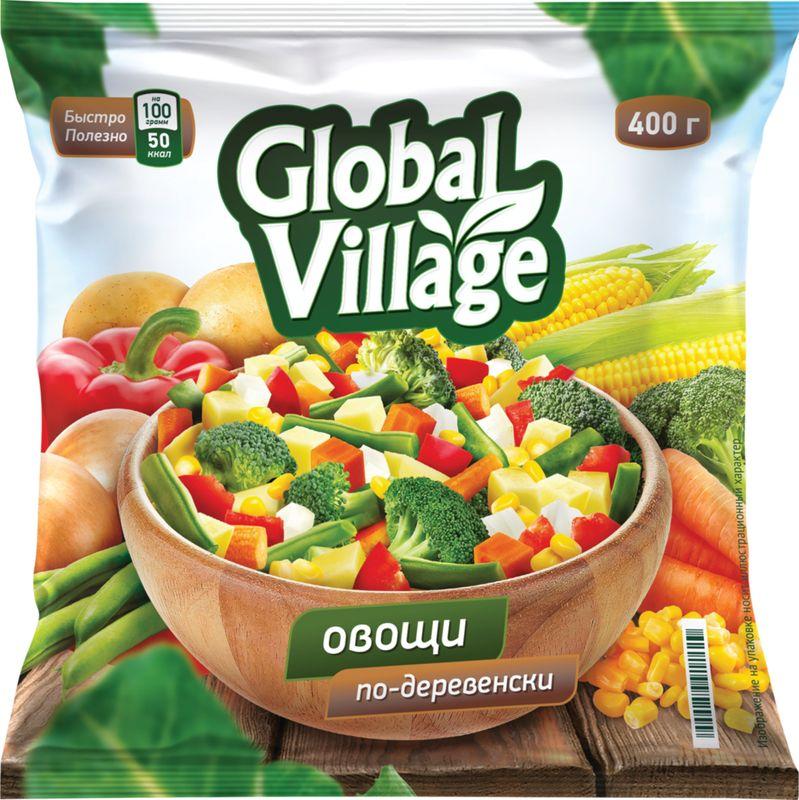 Быстро
Полезно
на
100
грамм
50
ккал
400 г
Global
Village
овощи
по-деревенски
Изображение на упаковке носит иллюстрационный характер